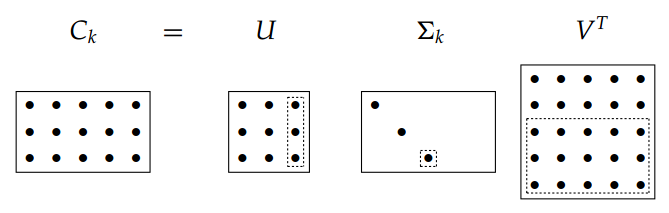 C_k = U Σ_k V^T